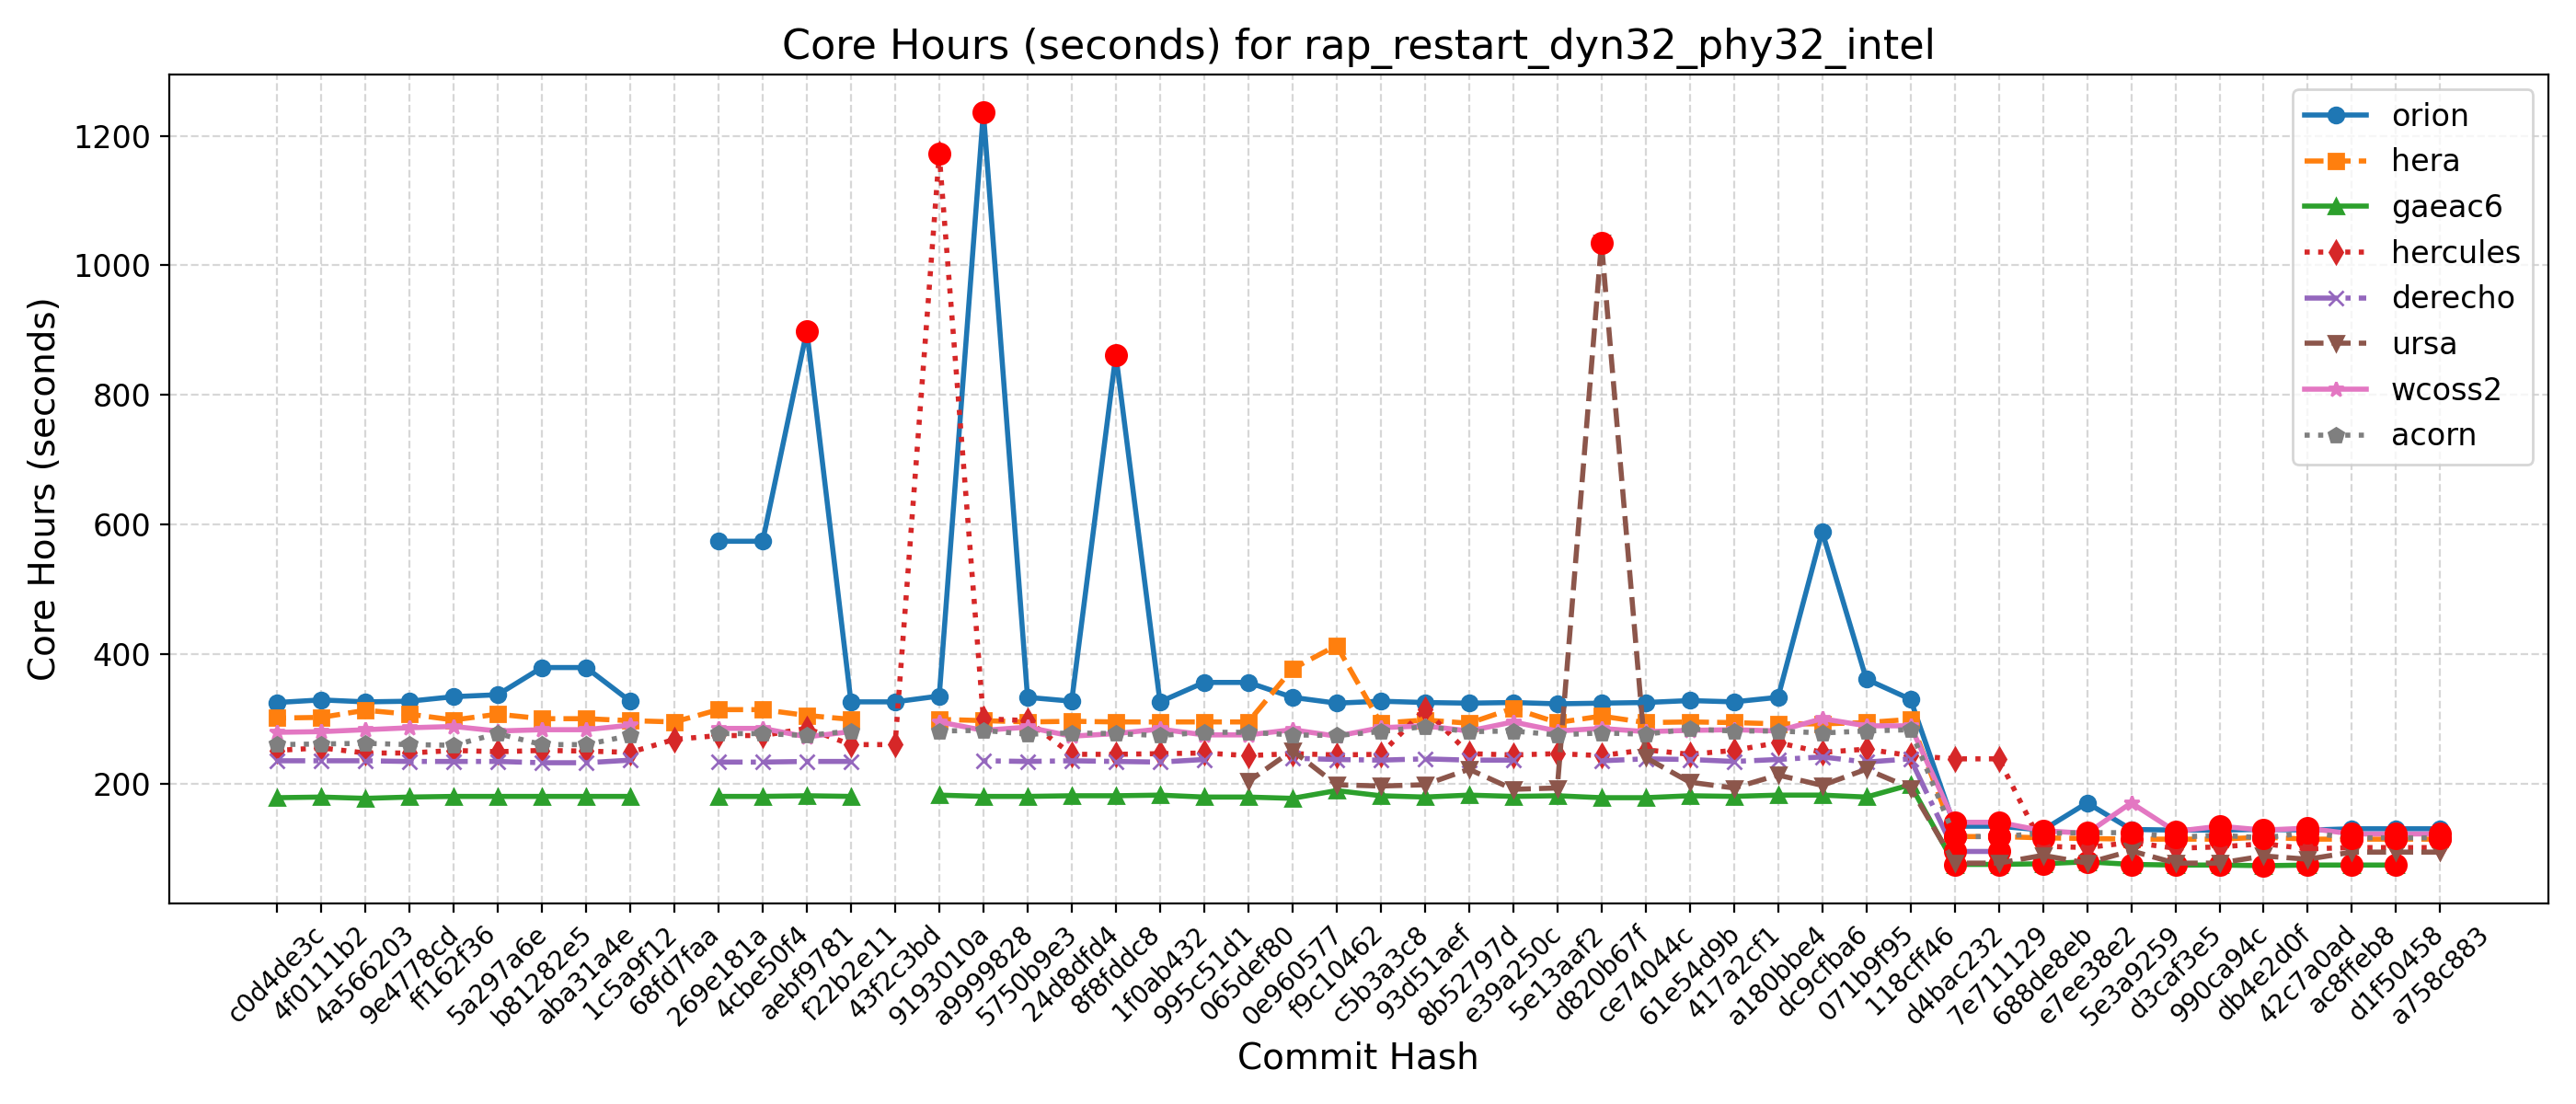 Core Hours (seconds) for rap_restart_dyn32_phy32_intel
Core Hours (seconds)
1200
1000
800
600
400
200
orion
hera
gaeac6
hercules
derecho
ursa
wcoss2
acorn
c0d4de3c
4f0111b2
4a566203
9e4778cd
ff162f36
5a297a6e
b81282e5
aba31a4e
1c5a9f12
68fd7faa
269e181a
4cbe50f4
aebf9781
f22b2e11
43f2c3bd
9193010a
a9999828
5750b9e3
24d8dfd4
8f8fddc8
1f0ab432
995c51d1
065def80
0e960577
f9c10462
c5b3a3c8
93d51aef
8b52797d
e39a250c
5e13aaf2
d820b67f
ce74044c
61e54d9b
417a2cf1
a180bbe4
dc9cfba6
071b9f95
118cff46
d4bac232
7e711129
688de8eb
e7ee38e2
5e3a9259
d3caf3e5
990ca94c
db4e2d0f
42c7a0ad
ac8ffeb8
d1f50458
a758c883
Commit Hash